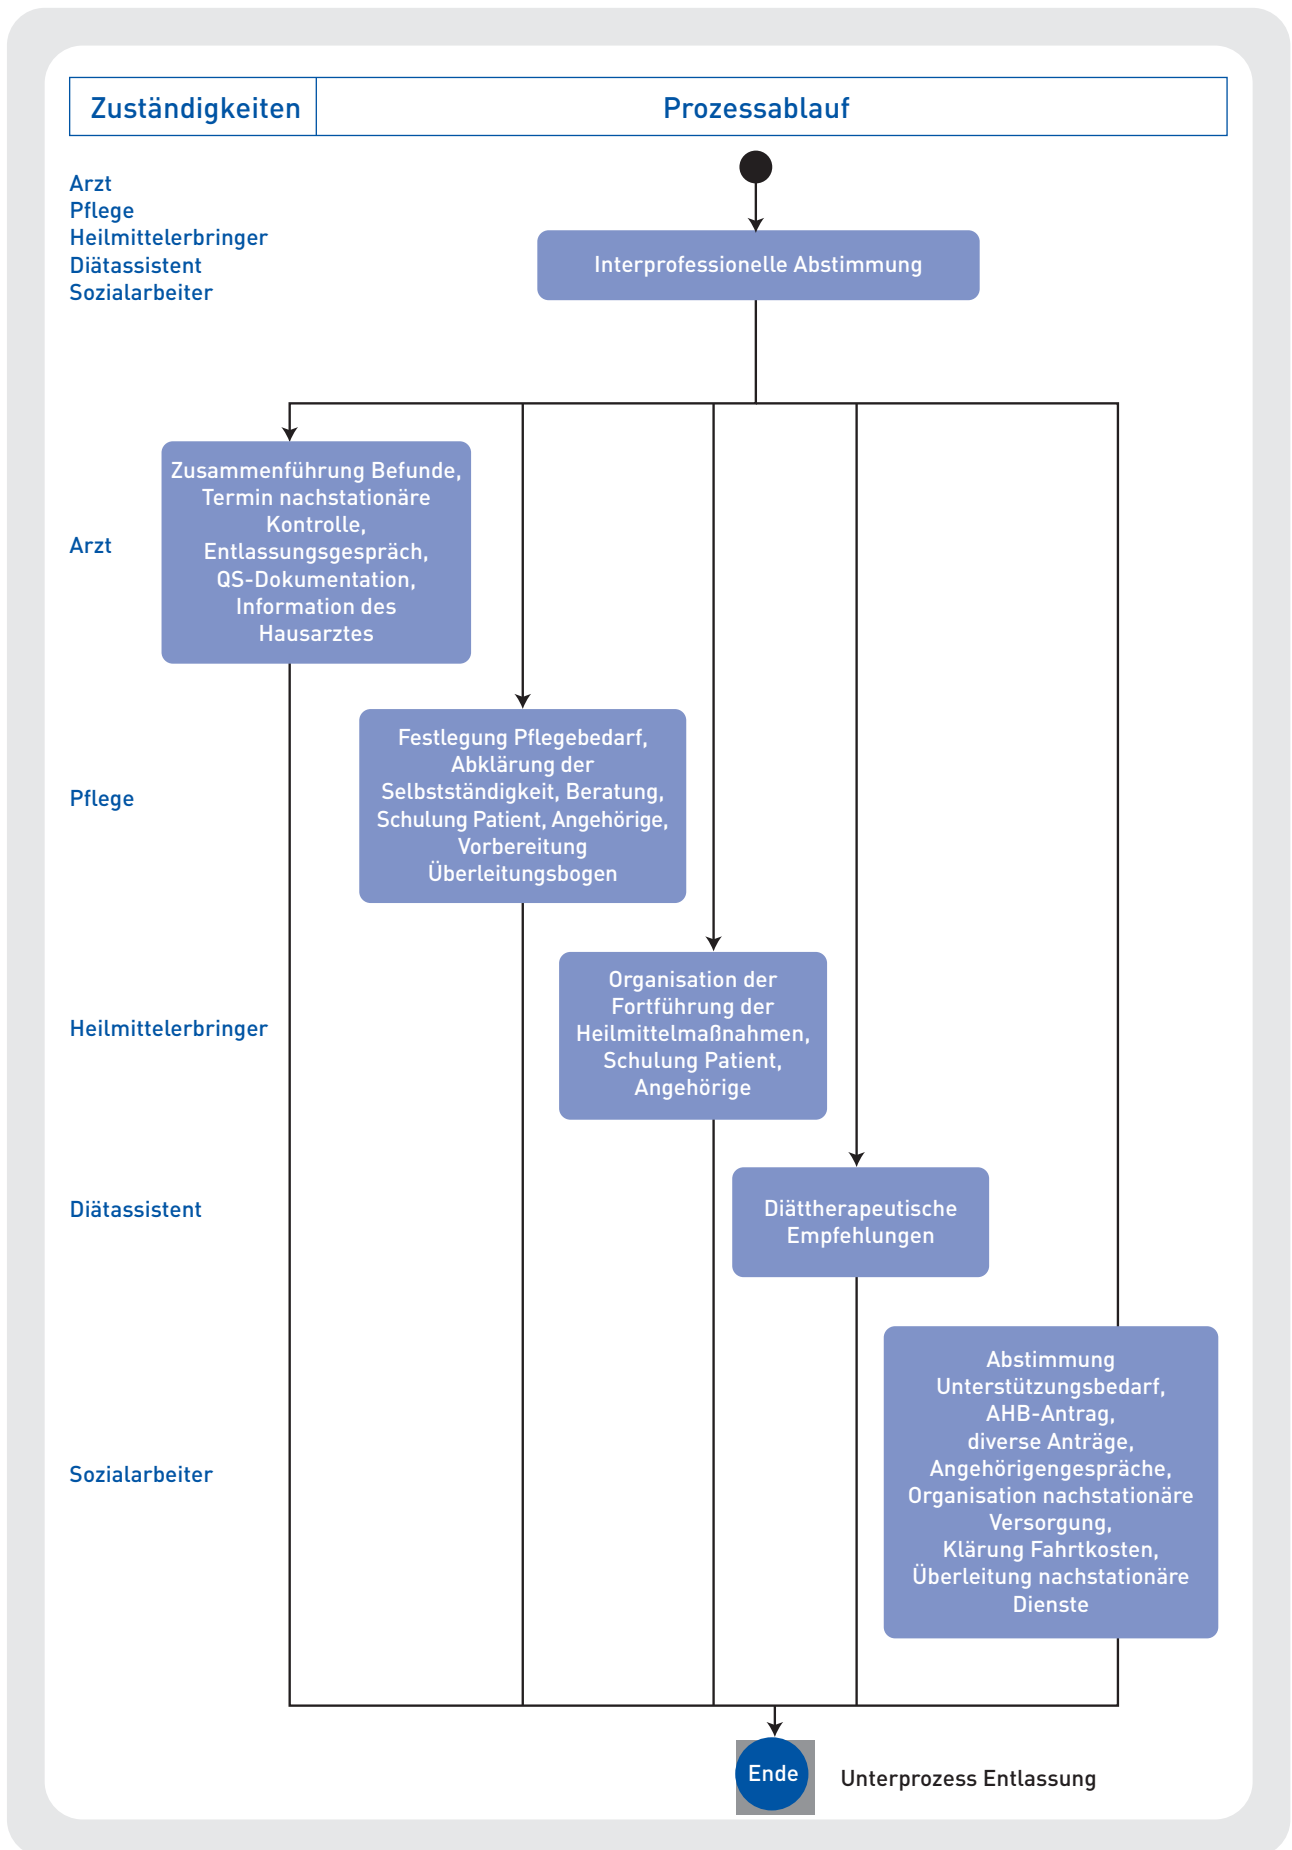 Zuständigkeiten
Prozessablauf
Arzt
Pflege
Heilmittelerbringer
Diätassistent
Sozialarbeiter
Interprofessionelle Abstimmung
Arzt
Zusammenführung Befunde,
Termin nachstationäre
Kontrolle,
Entlassungsgespräch,
QS-Dokumentation,
Information des
Hausarztes
Pflege
Festlegung Pflegebedarf,
Abklärung der
Selbstständigkeit, Beratung,
Schulung Patient, Angehörige,
Vorbereitung
Überleitungsbogen
Heilmittelerbringer
Organisation der
Fortführung der
Heilmittelmaßnahmen,
Schulung Patient,
Angehörige
Diätassistent
Diättherapeutische
Empfehlungen
Sozialarbeiter
Abstimmung
Unterstützungsbedarf,
AHB-Antrag,
diverse Anträge,
Angehörigengespräche,
Organisation nachstationäre
Versorgung,
Klärung Fahrtkosten,
Überleitung nachstationäre
Dienste
Ende
Unterprozess Entlassung